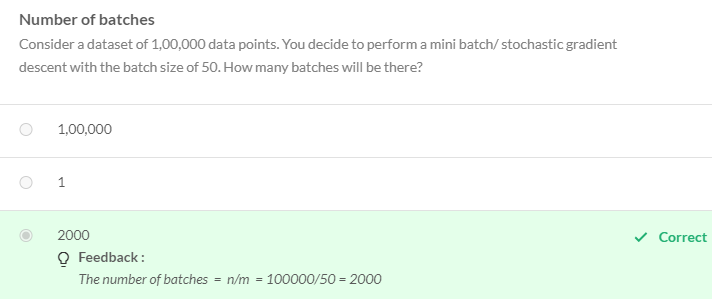 Number of batches
Consider a dataset of 1,00,000 data points. You decide to perform a mini batch/ stochastic gradient
descent with the batch size of 50. How many batches will be there?
1,00,000
1
2000
Correct
Feedback :
The number of batches = n/m = 100000/50 = 2000